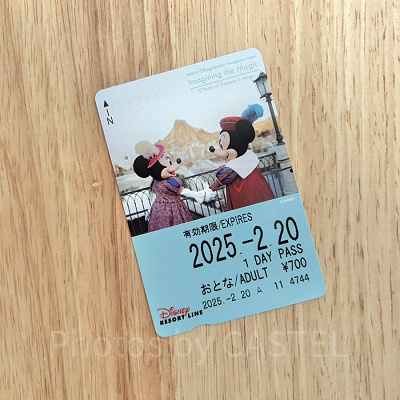 Imagining the Magic
IN
有効期限/EXPIRES
2025.-2.20
1 DAY PASS
おとな/ADULT ¥700
2025.-2.20 A 11 4744
Disney
RESORT LINE
Photos by PASTEL